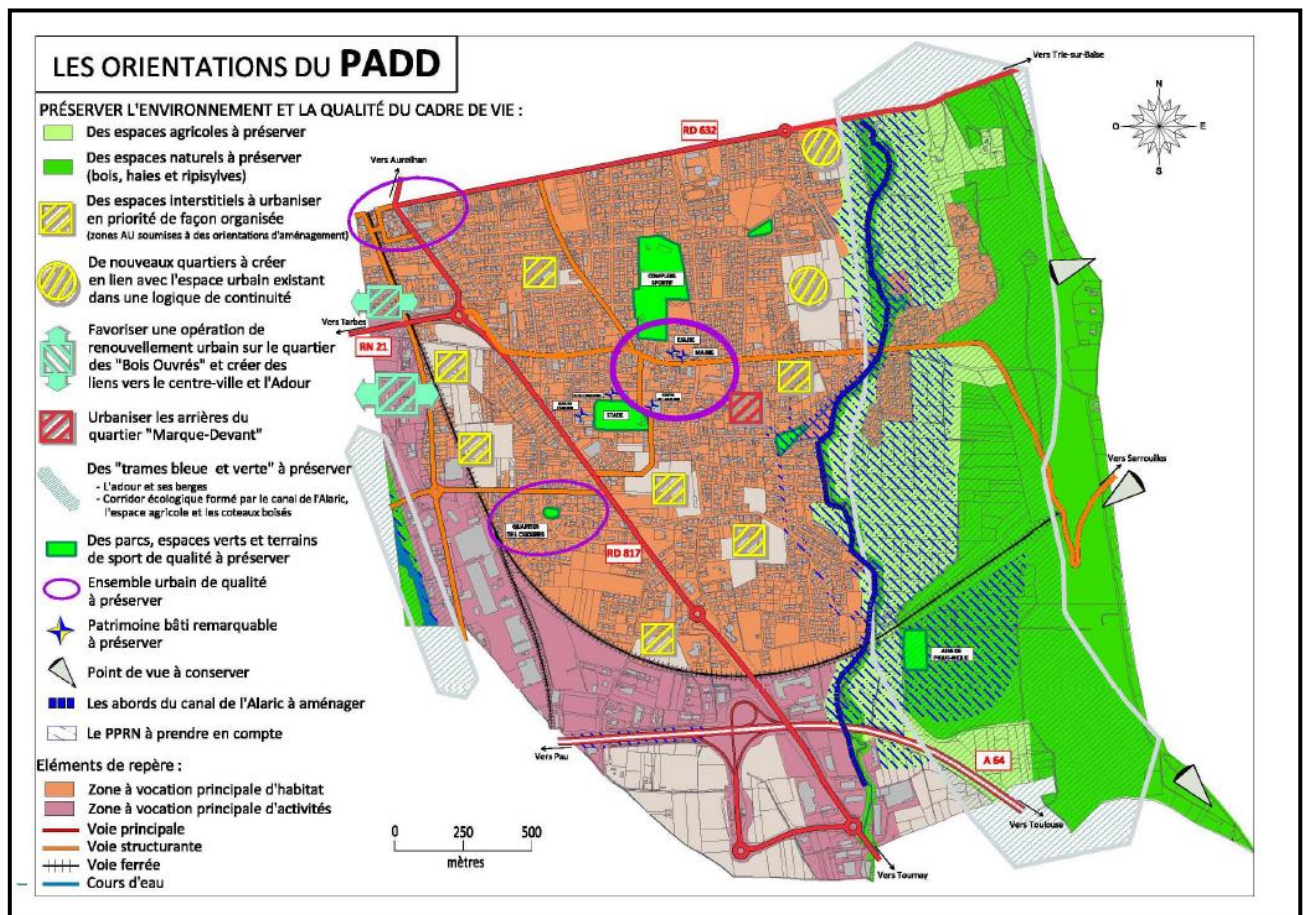 LES ORIENTATIONS DU PADD
PRÉSERVER L'ENVIRONNEMENT ET LA QUALITÉ DU CADRE DE VIE :
Des espaces agricoles à préserver
Des espaces naturels à préserver
(bois, haies et ripisylves)
Des espaces interstitiels à urbaniser
en priorité de façon organisée
(zones AU soumises à des orientations d'aménagement)
De nouveaux quartiers à créer
en lien avec l'espace urbain existant
dans une logique de continuité
Favoriser une opération de
renouvellement urbain sur le quartier
des "Bois Ouvrés" et créer des
liens vers le centre-ville et l'Adour
Urbaniser les arrières du
quartier "Marque-Devant"
Des "trames bleue et verte" à préserver
- L'adour et ses berges
- Corridor écologique formé par le canal de l'Alaric,
l'espace agricole et les coteaux boisés
Des parcs, espaces verts et terrains
de sport de qualité à préserver
Ensemble urbain de qualité
à préserver
Patrimoine bâti remarquable
à préserver
Point de vue à conserver
Les abords du canal de l'Alaric à aménager
Le PPRN à prendre en compte
Eléments de repère :
Zone à vocation principale d'habitat
Zone à vocation principale d'activités
Voie principale
Voie structurante
Voie ferrée
Cours d'eau
0 250 500
mètres
Vers Trie-sur-Baïse
N
O E
S
RD 632
Vers Aureilhan
COMPLEXE
SPORTIF
Vers Tarbes
RN 21
EGLISE
MAIRIE
STADE
Vers Sarrouilles
QUARTIER
DES CADRES
RD 817
AIRE DE
PIQUE-NIQUE
Vers Pau
A 64
Vers Toulouse
Vers Tournay